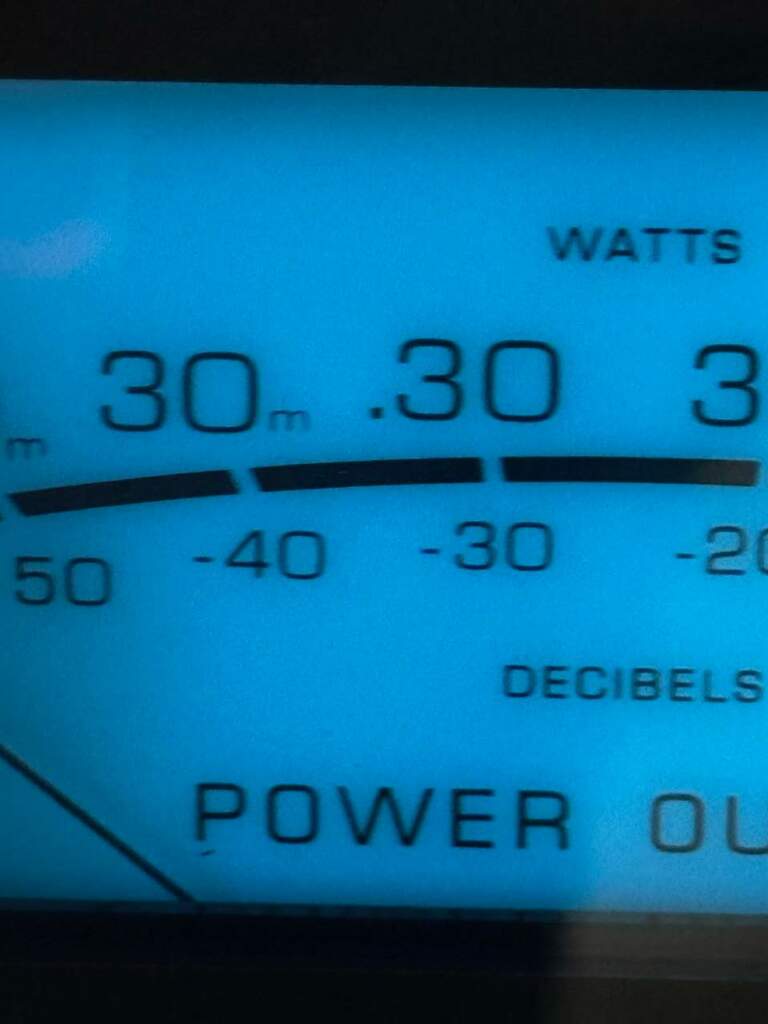 WATTS
m 30m .30 3
50 -40 -30 -20
DECIBELS
POWER OU